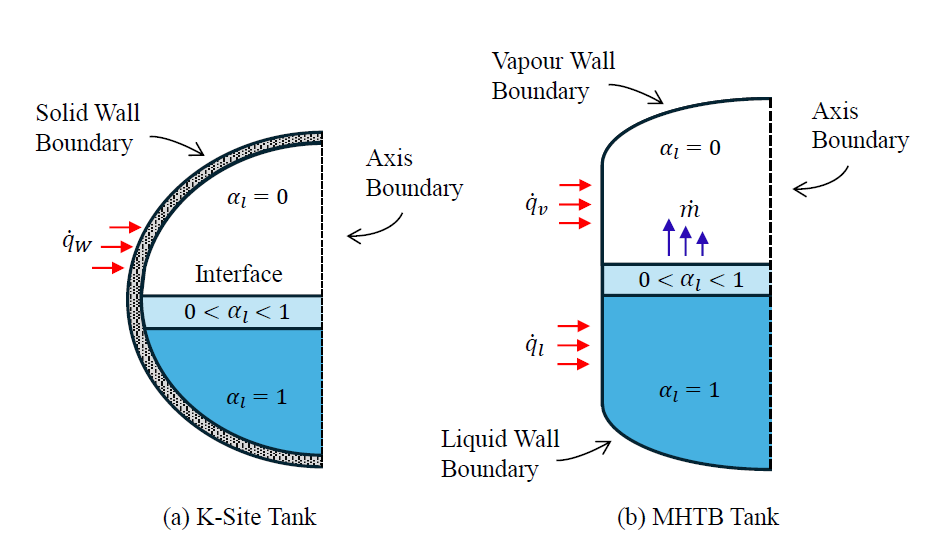 Solid Wall
Boundary
α_l = 0
Axis
Boundary
q̇_W
Interface
0 < α_l < 1
α_l = 1
(a) K-Site Tank
Vapour Wall
Boundary
Axis
Boundary
α_l = 0
q̇_v
ṁ
0 < α_l < 1
q̇_l
α_l = 1
Liquid Wall
Boundary
(b) MHTB Tank